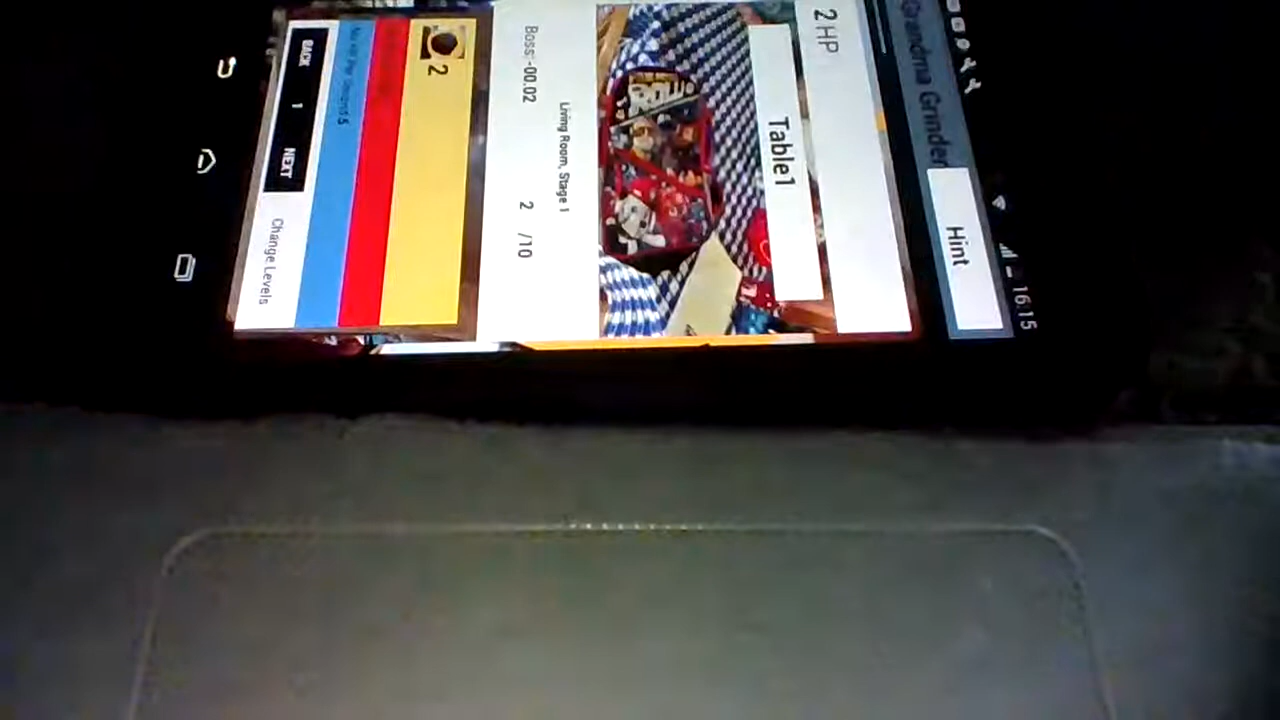 16:15
Grandma Grinder
Hint
2 HP
Table1
ROLL
Living Room, Stage 1
Boss:-00.02
2 /10
2
BACK 1 NEXT
Change Levels